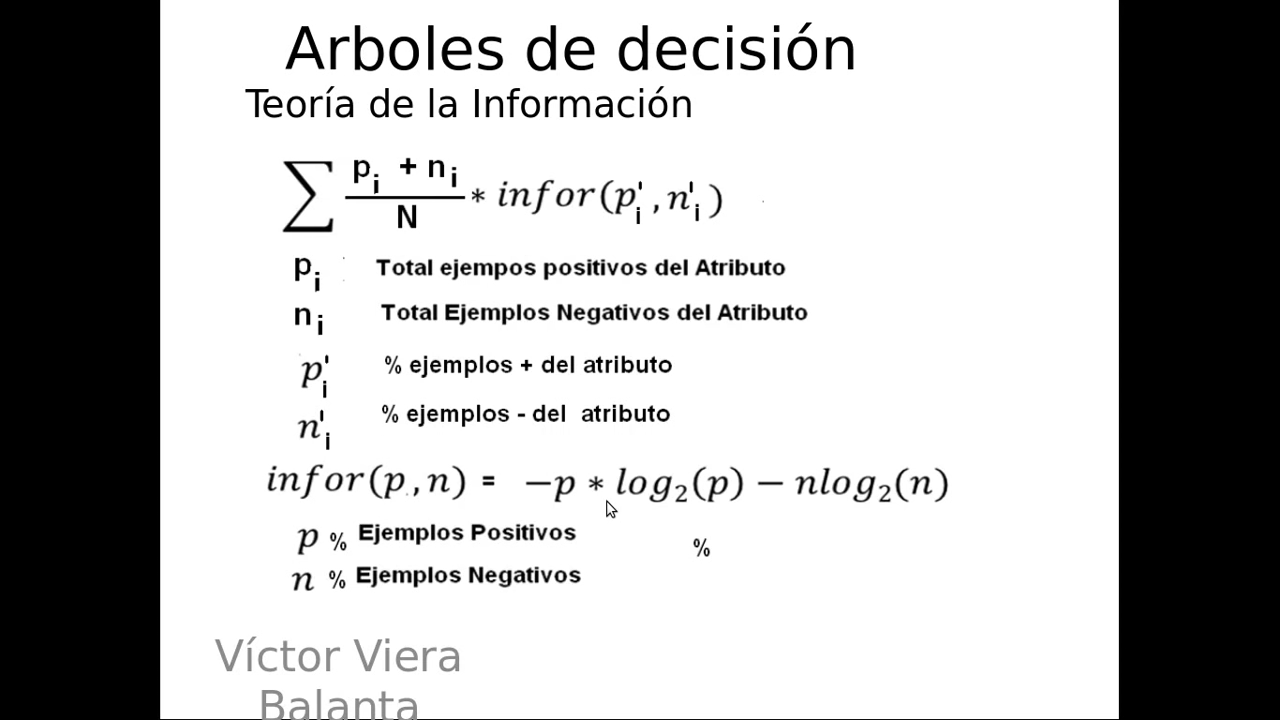 Arboles de decisión
Teoría de la Información
∑ (pᵢ + nᵢ)/N * infor(p'ᵢ, n'ᵢ)
pᵢ Total ejempos positivos del Atributo
nᵢ Total Ejemplos Negativos del Atributo
p'ᵢ % ejemplos + del atributo
n'ᵢ % ejemplos - del atributo
infor(p,n) = −p * log₂(p) − nlog₂(n)
p % Ejemplos Positivos
%
n % Ejemplos Negativos
Víctor Viera
Balanta